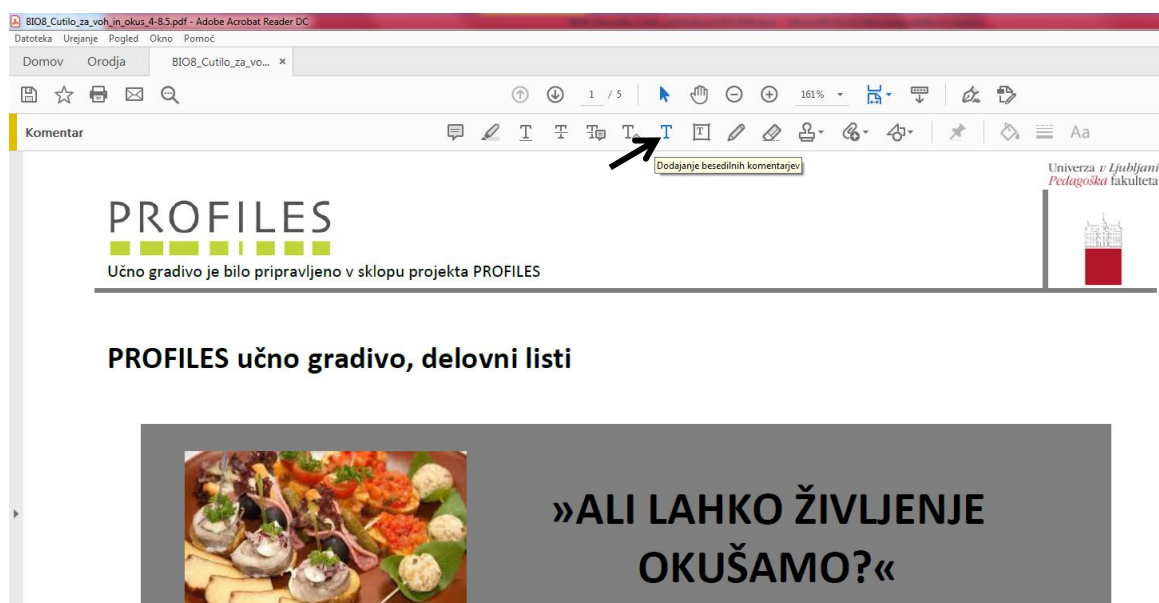 BIO8_Cutilo_za_voh_in_okus_4-8.5.pdf - Adobe Acrobat Reader DC
Datoteka Urejanje Pogled Okno Pomoč
Domov Orodja BIO8_Cutilo_za_vo... ×
1 / 5 161%
Komentar
Aa
Dodajanje besedilnih komentarjev
Univerza v Ljubljani
Pedagoška fakulteta
PROFILES
Učno gradivo je bilo pripravljeno v sklopu projekta PROFILES
PROFILES učno gradivo, delovni listi
»ALI LAHKO ŽIVLJENJE
OKUŠAMO?«